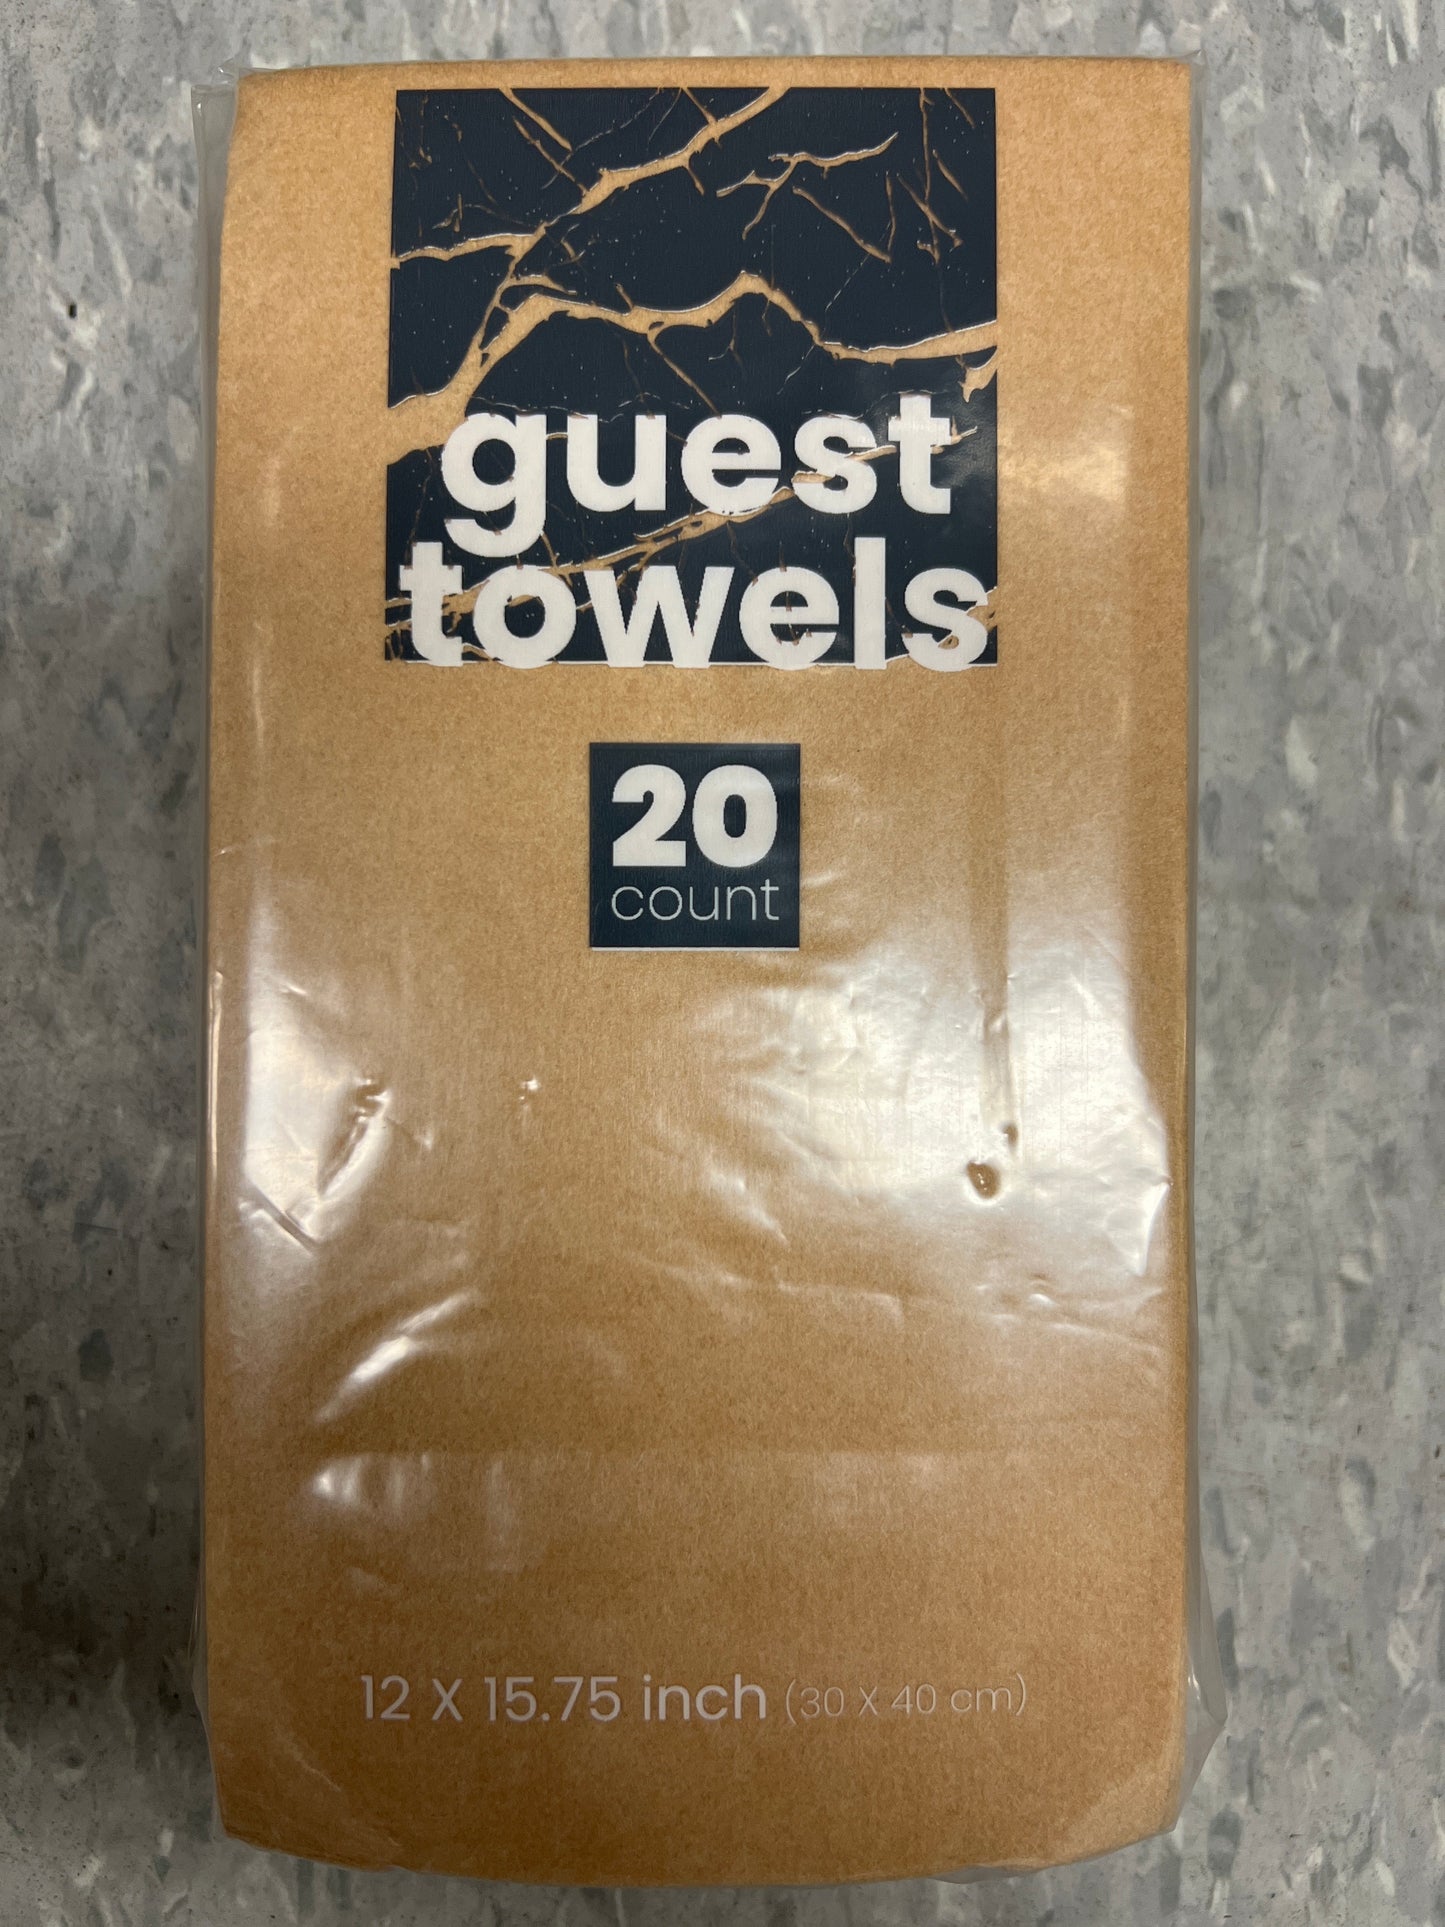 guest
towels
20
count
12 X 15.75 inch (30 X 40 cm)